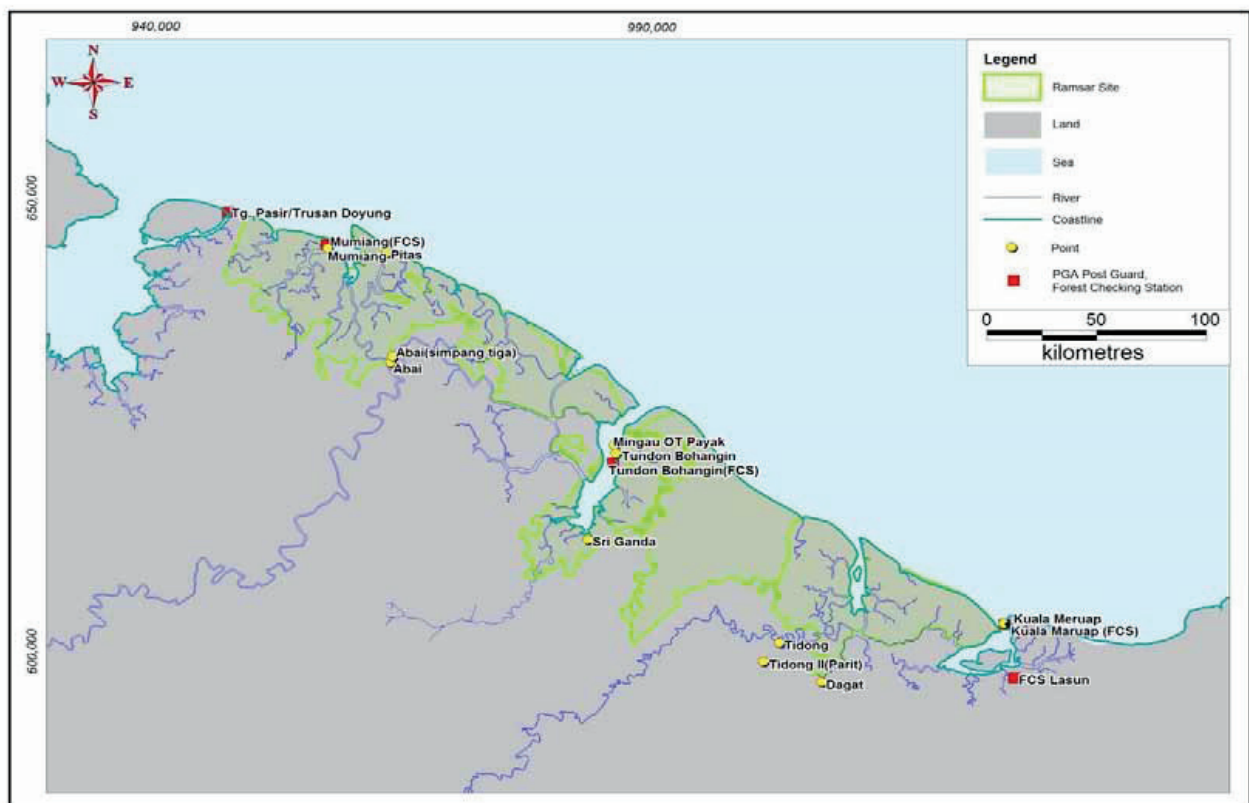 940,000
990,000
N
W
E
S
650,000
600,000
Legend
Ramsar Site
Land
Sea
River
Coastline
Point
PGA Post Guard,
Forest Checking Station
0
50
100
kilometres
Tg. Pasir/Trusan Doyung
Mumiang(FCS)
Mumiang
Pitas
Abai(simpang tiga)
Abai
Mingau OT Payak
Tundon Bohangin
Tundon Bohangin(FCS)
Sri Ganda
Kuala Meruap
Kuala Maruap (FCS)
Tidong
Tidong II(Parit)
Dagat
FCS Lasun